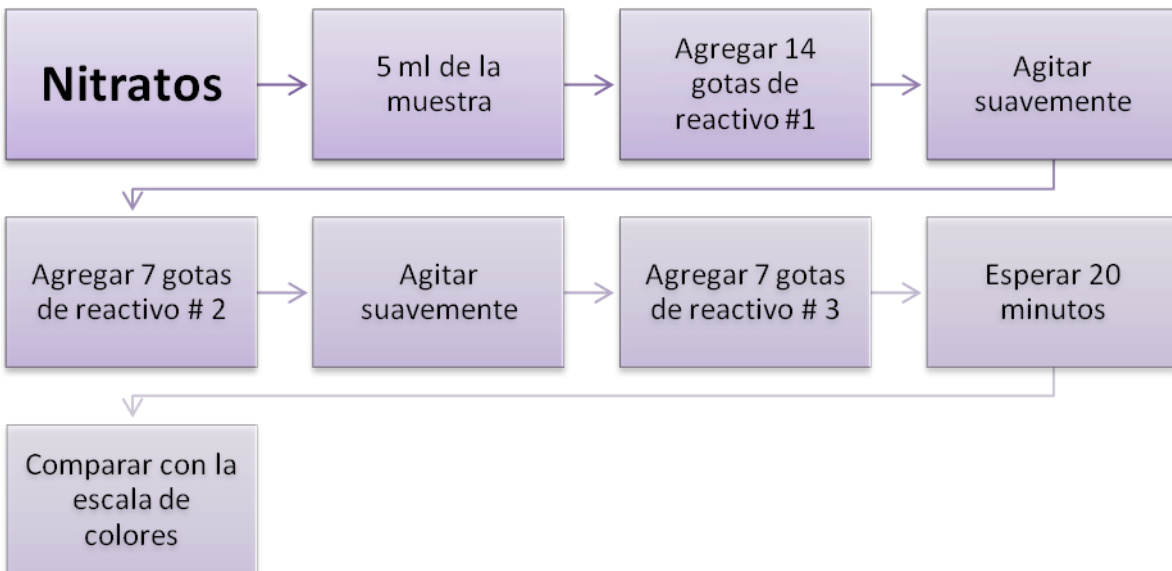 Nitratos
5 ml de la
muestra
Agregar 14
gotas de
reactivo #1
Agitar
suavemente
Agregar 7 gotas
de reactivo # 2
Agitar
suavemente
Agregar 7 gotas
de reactivo # 3
Esperar 20
minutos
Comparar con la
escala de
colores